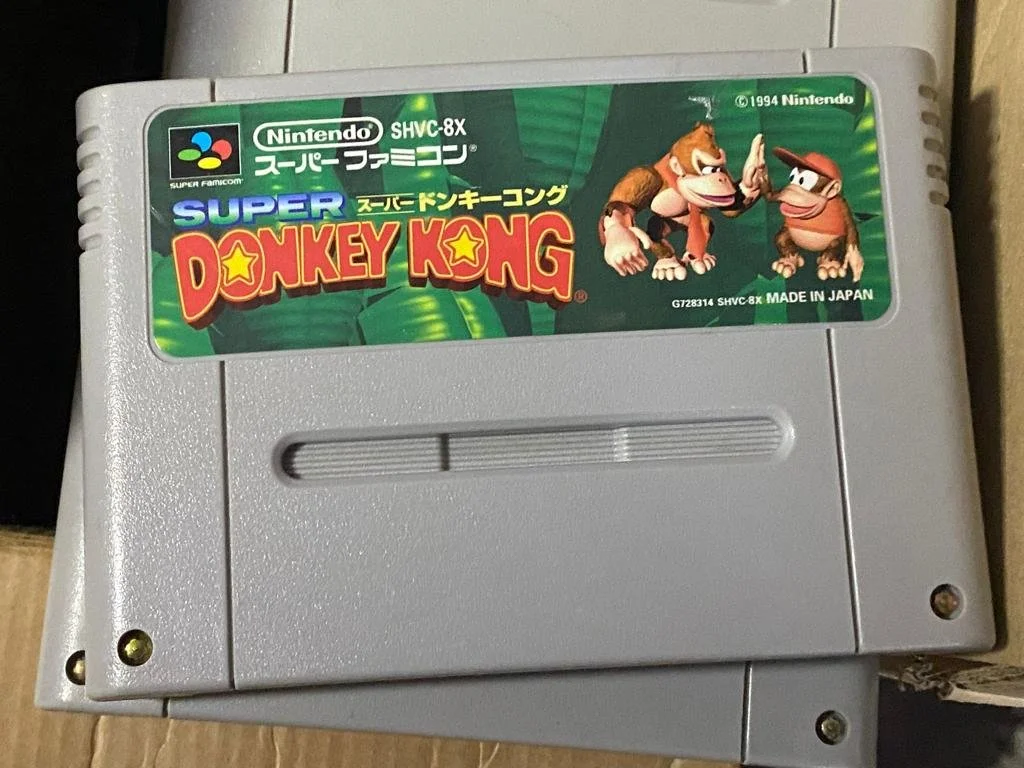 ©1994 Nintendo
Nintendo SHVC-8X
スーパーファミコン®
SUPER FAMICOM®
SUPER スーパードンキーコング
DONKEY KONG®
G728314 SHVC-8X MADE IN JAPAN